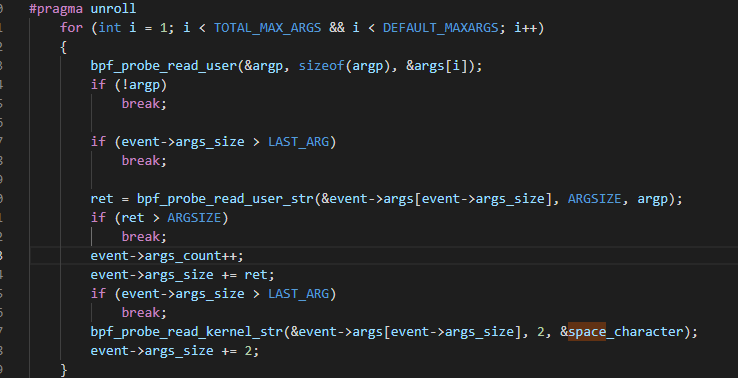 #pragma unroll
for (int i = 1; i < TOTAL_MAX_ARGS && i < DEFAULT_MAXARGS; i++)
{
bpf_probe_read_user(&argp, sizeof(argp), &args[i]);
if (!argp)
break;
if (event->args_size > LAST_ARG)
break;
ret = bpf_probe_read_user_str(&event->args[event->args_size], ARGSIZE, argp);
if (ret > ARGSIZE)
break;
event->args_count++;
event->args_size += ret;
if (event->args_size > LAST_ARG)
break;
bpf_probe_read_kernel_str(&event->args[event->args_size], 2, &space_character);
event->args_size += 2;
}